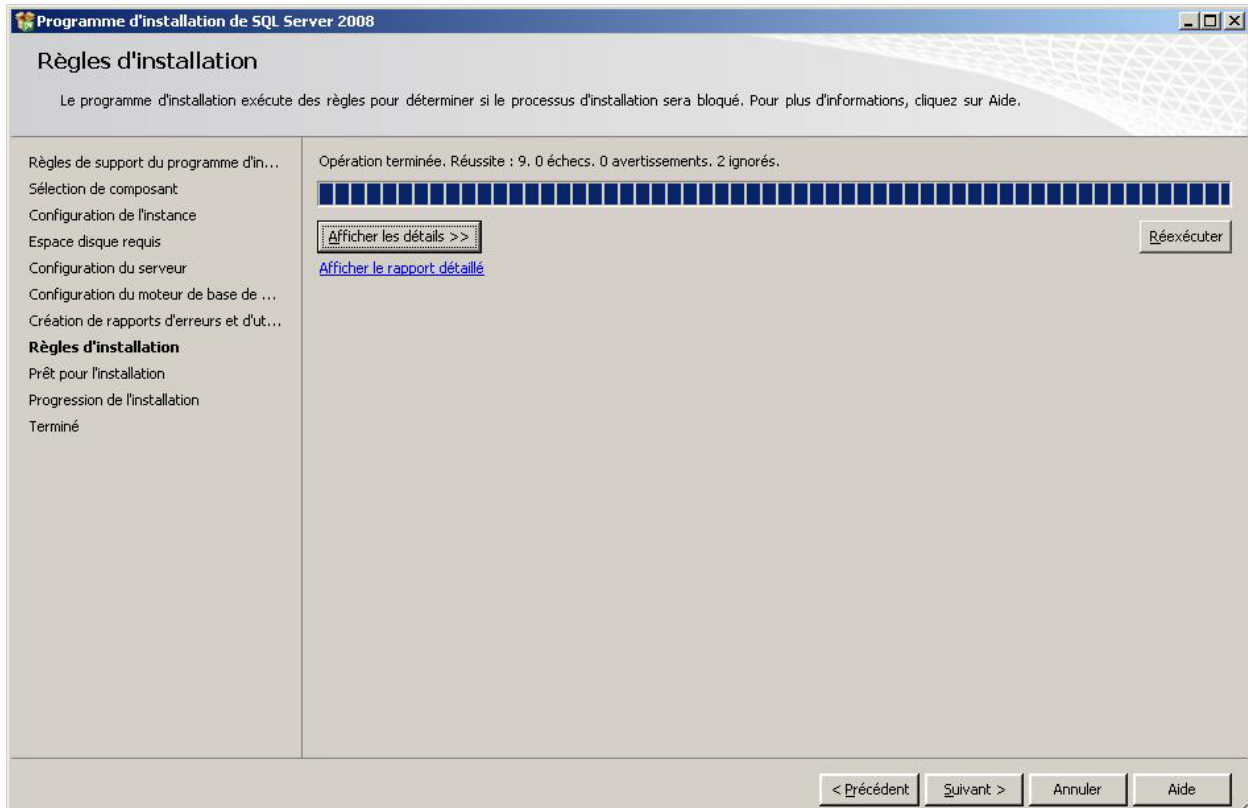 Programme d'installation de SQL Server 2008
Règles d'installation
Le programme d'installation exécute des règles pour déterminer si le processus d'installation sera bloqué. Pour plus d'informations, cliquez sur Aide.
Règles de support du programme d'in...
Sélection de composant
Configuration de l'instance
Espace disque requis
Configuration du serveur
Configuration du moteur de base de ...
Création de rapports d'erreurs et d'ut...
Règles d'installation
Prêt pour l'installation
Progression de l'installation
Terminé
Opération terminée. Réussite : 9. 0 échecs. 0 avertissements. 2 ignorés.
Afficher les détails >>
Réexécuter
Afficher le rapport détaillé
< Précédent
Suivant >
Annuler
Aide